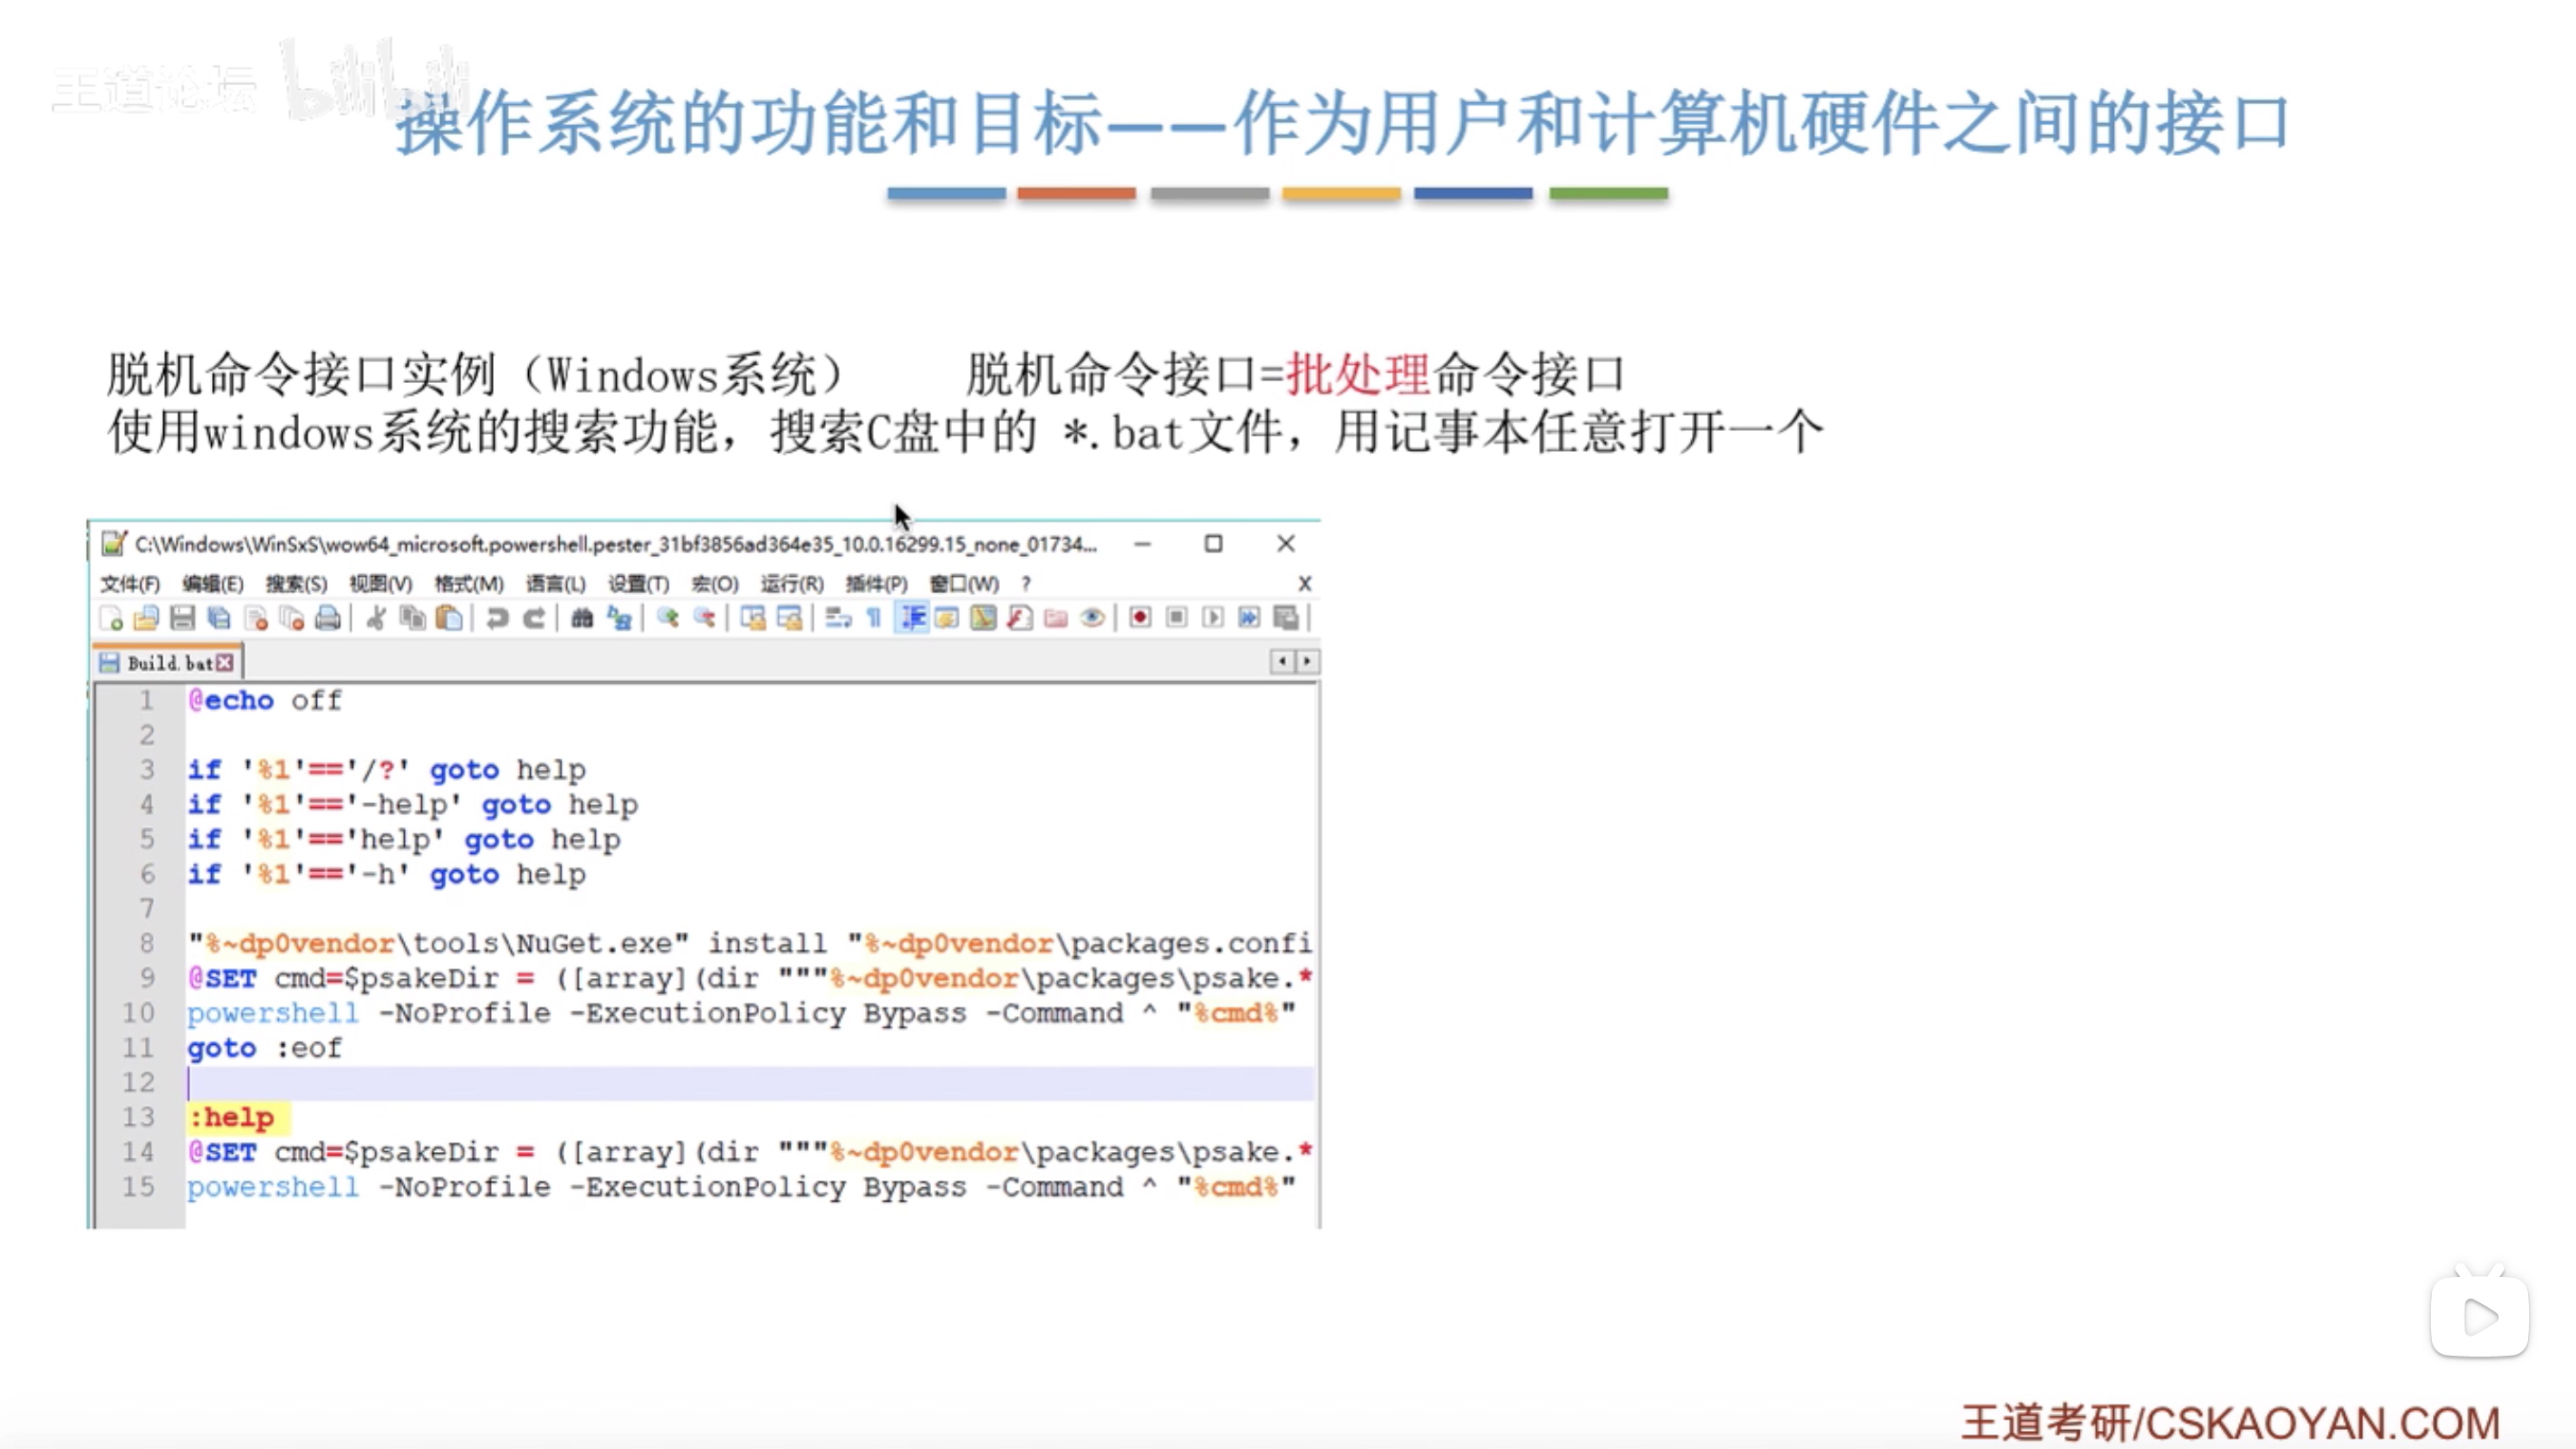 王道论坛 bilibili
操作系统的功能和目标——作为用户和计算机硬件之间的接口
脱机命令接口实例（Windows系统） 脱机命令接口=批处理命令接口
使用windows系统的搜索功能，搜索C盘中的 *.bat文件，用记事本任意打开一个
C:\Windows\WinSxS\wow64_microsoft.powershell.pester_31bf3856ad364e35_10.0.16299.15_none_01734...
文件(F) 编辑(E) 搜索(S) 视图(V) 格式(M) 语言(L) 设置(T) 宏(O) 运行(R) 插件(P) 窗口(W) ? X
Build.bat
1 @echo off
2
3 if '%1'=='/?' goto help
4 if '%1'=='-help' goto help
5 if '%1'=='help' goto help
6 if '%1'=='-h' goto help
7
8 "%~dp0vendor\tools\NuGet.exe" install "%~dp0vendor\packages.confi
9 @SET cmd=$psakeDir = ([array](dir """%~dp0vendor\packages\psake.*
10 powershell -NoProfile -ExecutionPolicy Bypass -Command ^ "%cmd%"
11 goto :eof
12
13 :help
14 @SET cmd=$psakeDir = ([array](dir """%~dp0vendor\packages\psake.*
15 powershell -NoProfile -ExecutionPolicy Bypass -Command ^ "%cmd%"
王道考研/CSKAOYAN.COM